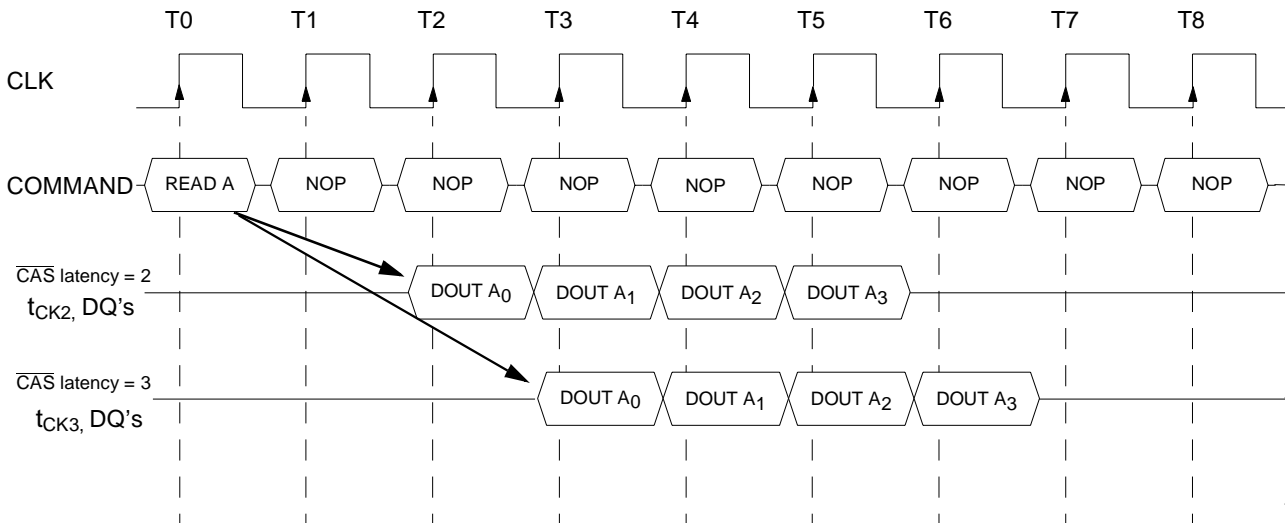 T0 T1 T2 T3 T4 T5 T6 T7 T8
CLK
COMMAND READ A NOP NOP NOP NOP NOP NOP NOP NOP
CAS latency = 2
tCK2, DQ's DOUT A0 DOUT A1 DOUT A2 DOUT A3
CAS latency = 3
tCK3, DQ's DOUT A0 DOUT A1 DOUT A2 DOUT A3